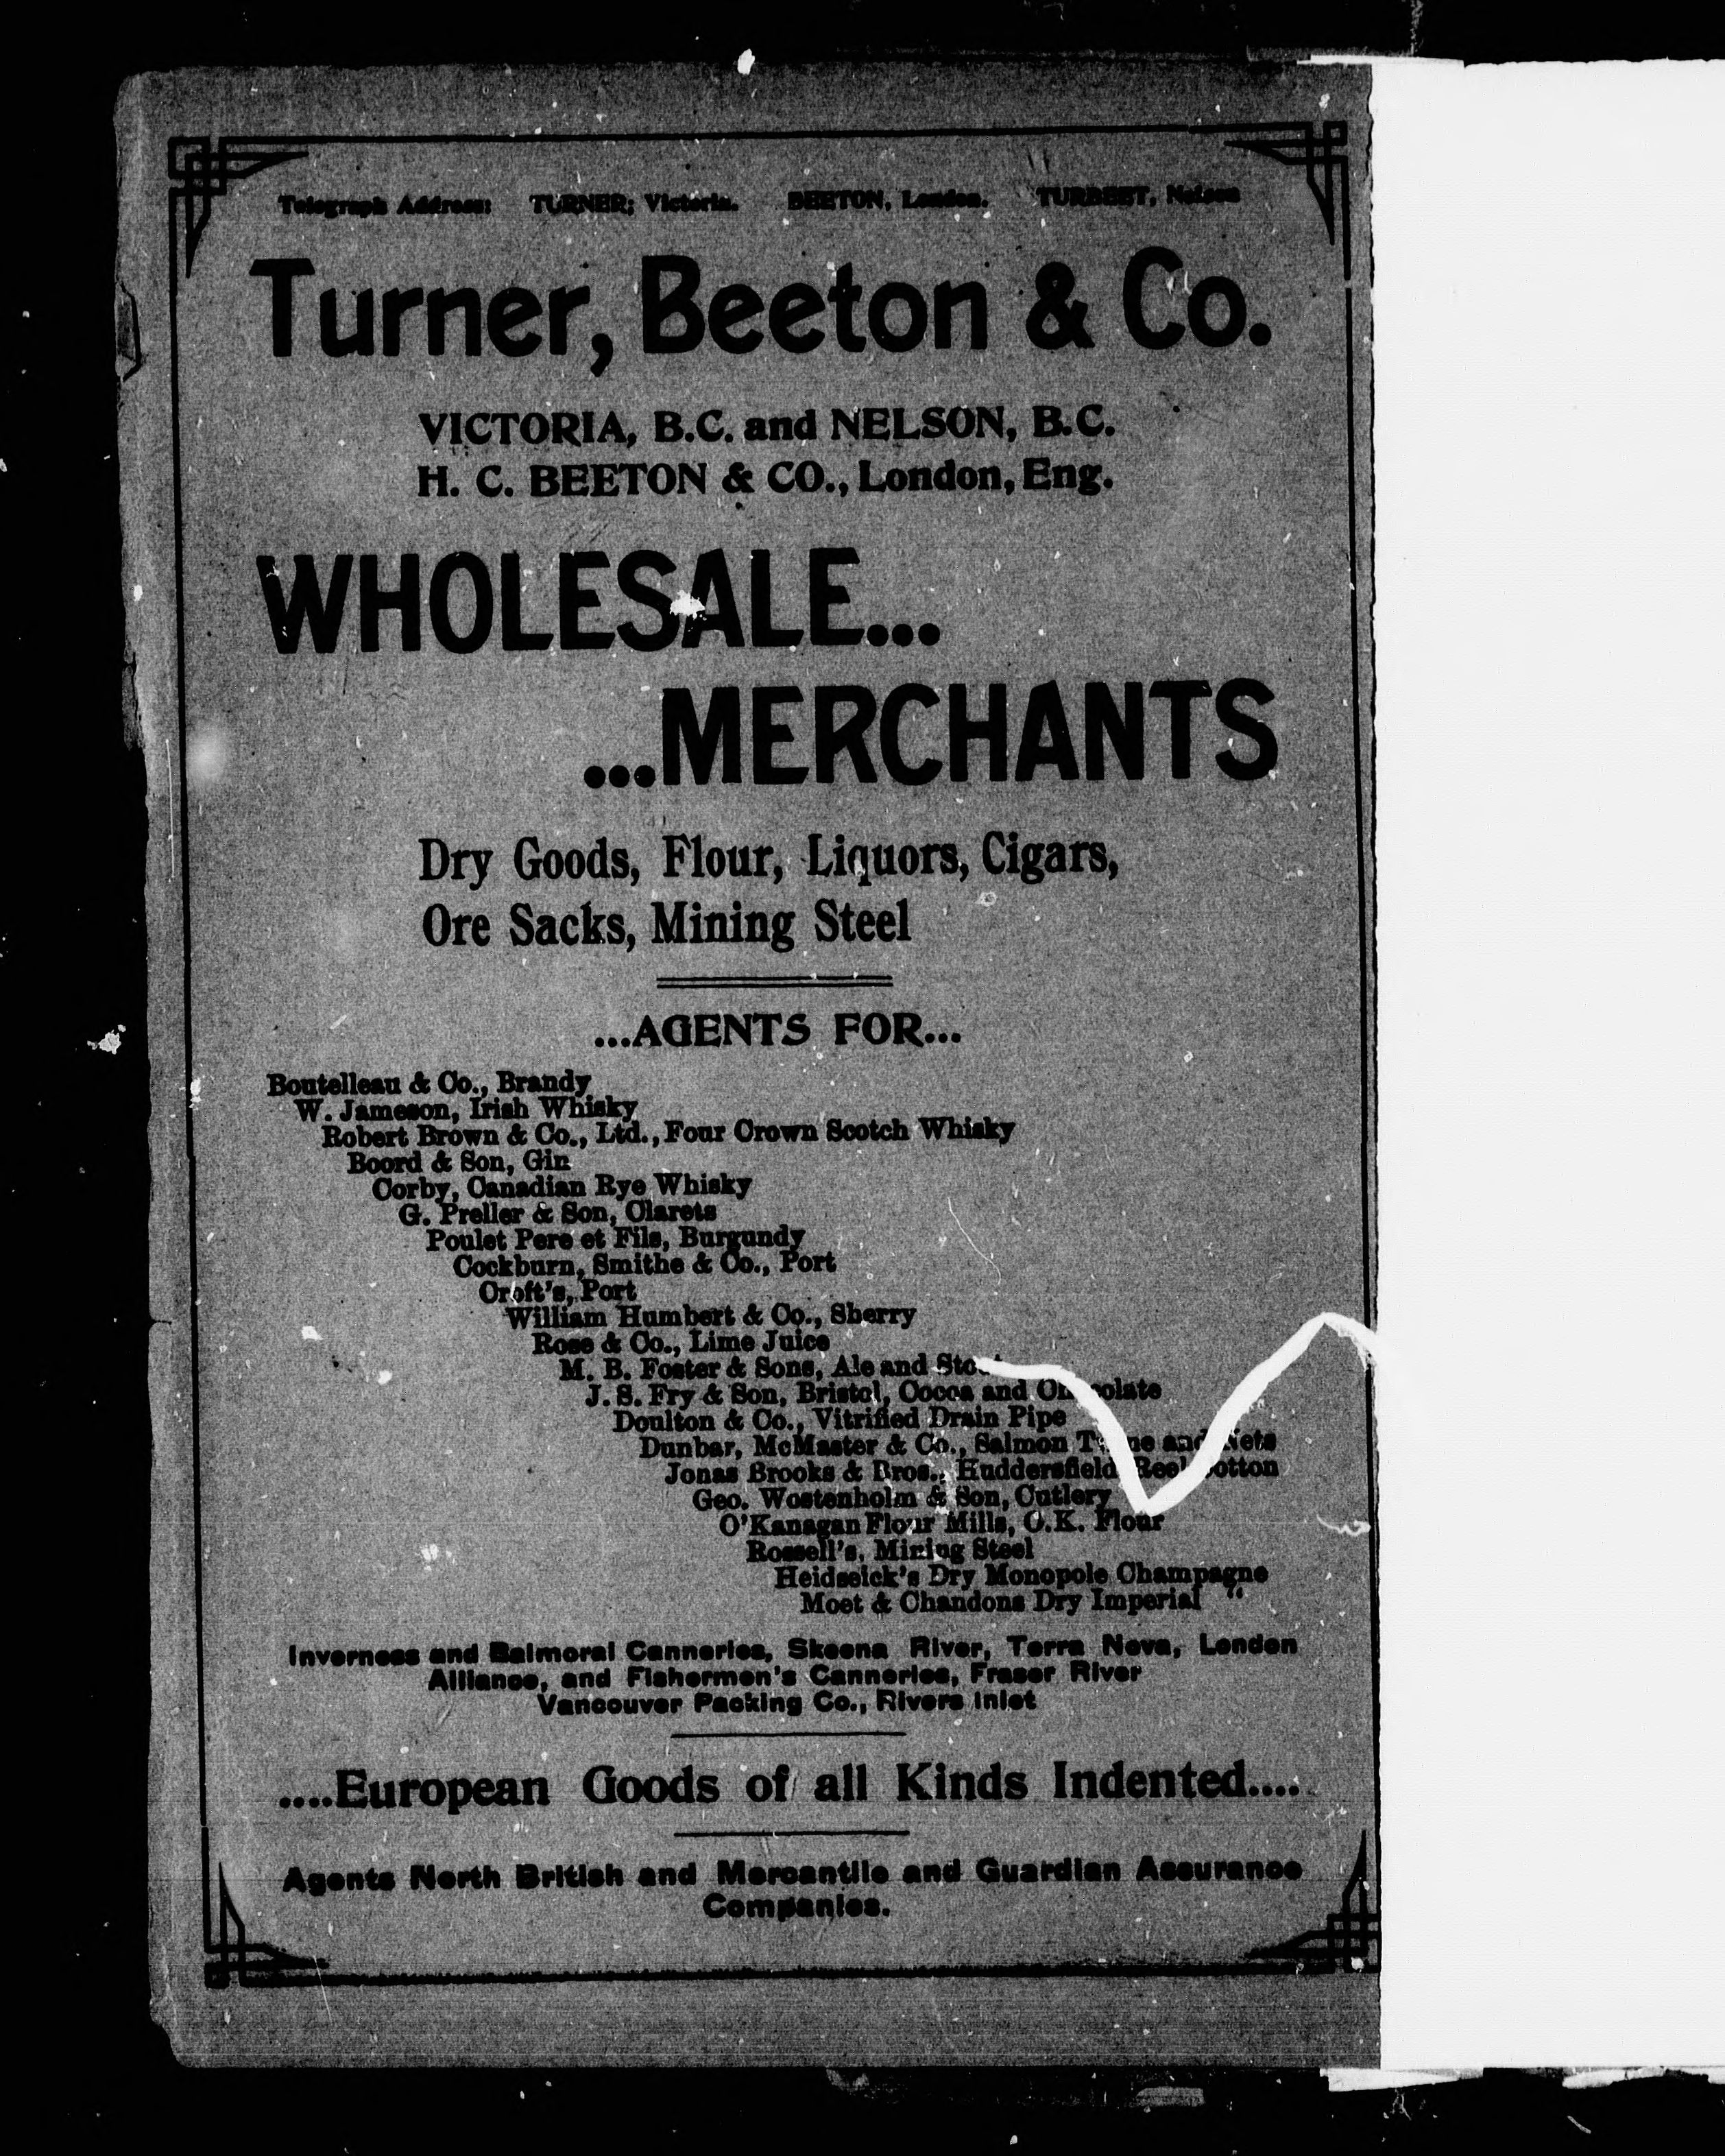 Telegraph Address: TURNER; Victoria. BEETON, London. TURBEET, Nelson
Turner, Beeton & Co.
VICTORIA, B.C. and NELSON, B.C.
H. C. BEETON & CO., London, Eng.
WHOLESALE...
...MERCHANTS
Dry Goods, Flour, Liquors, Cigars,
Ore Sacks, Mining Steel
...AGENTS FOR...
Boutelleau & Co., Brandy
W. Jameson, Irish Whisky
Robert Brown & Co., Ltd., Four Crown Scotch Whisky
Boord & Son, Gin
Corby, Canadian Rye Whisky
G. Preller & Son, Clarets
Poulet Pere et Fils, Burgundy
Cockburn, Smithe & Co., Port
Croft's, Port
William Humbert & Co., Sherry
Rose & Co., Lime Juice
M. B. Foster & Sons, Ale and
J. S. Fry & Son, Bristol, Cocoa and Chocolate
Doulton & Co., Vitrified Drain Pipe
Dunbar, McMaster & Co., Salmon Twine and Nets
Jonas Brooks & Bros., Huddersfield Reel Cotton
Geo. Wostenholm & Son, Cutlery
O'Kanagan Flour Mills, O.K. Flour
Rossell's, Mining Steel
Heidseick's Dry Monopole Champagne
Moet & Chandons Dry Imperial "
Inverness and Balmoral Canneries, Skeena River, Terra Nova, London
Alliance, and Fishermen's Canneries, Fraser River
Vancouver Packing Co., Rivers Inlet
....European Goods of all Kinds Indented....
Agents North British and Mercantile and Guardian Assurance
Companies.